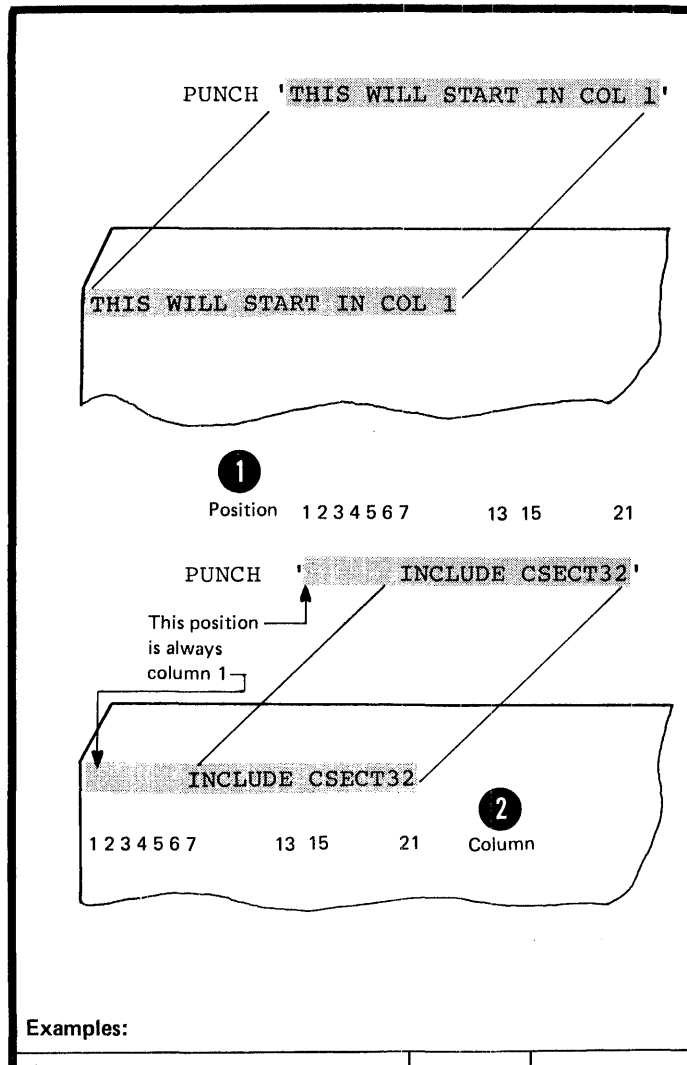 PUNCH 'THIS WILL START IN COL 1'
THIS WILL START IN COL 1
1
Position 1 2 3 4 5 6 7 13 15 21
PUNCH ' INCLUDE CSECT32'
This position
is always
column 1
INCLUDE CSECT32
2
1 2 3 4 5 6 7 13 15 21 Column
Examples: